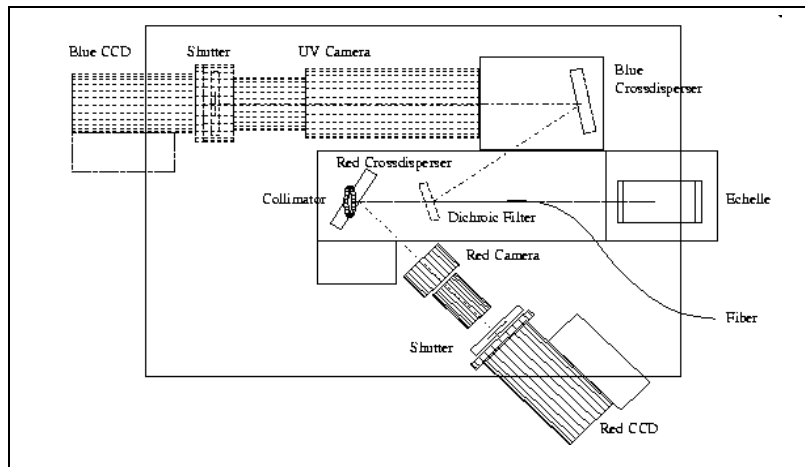 Blue CCD
Shutter
UV Camera
Blue
Crossdisperser
Red Crossdisperser
Collimator
Dichroic Filter
Echelle
Red Camera
Fiber
Shutter
Red CCD